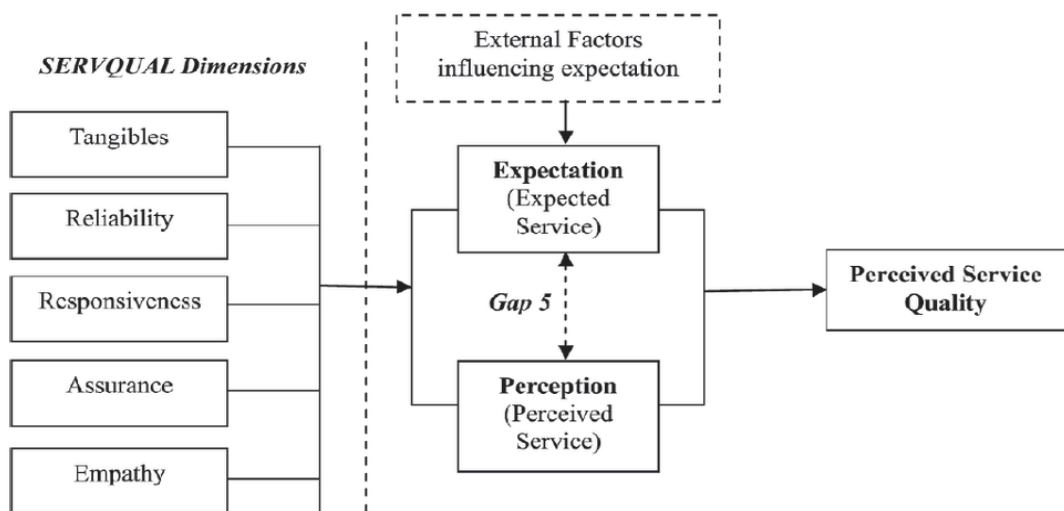 SERVQUAL Dimensions
Tangibles
Reliability
Responsiveness
Assurance
Empathy
External Factors
influencing expectation
Expectation
(Expected
Service)
Gap 5
Perception
(Perceived
Service)
Perceived Service
Quality